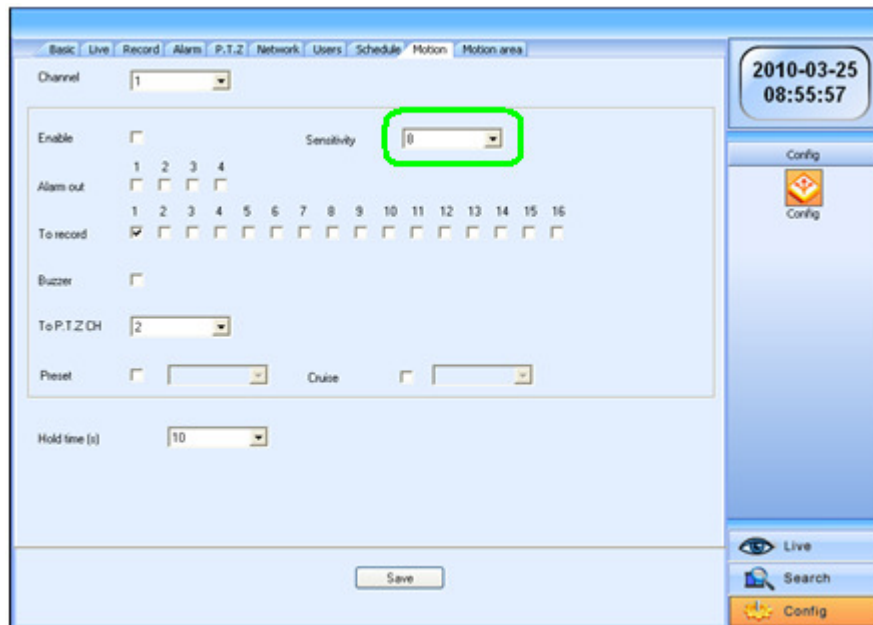 Basic Live Record Alarm P.T.Z Network Users Schedule Motion Motion area
2010-03-25
08:55:57
Channel 1
Enable Sensitivity 8
1 2 3 4
Alarm out
1 2 3 4 5 6 7 8 9 10 11 12 13 14 15 16
To record
Buzzer
To P.T.Z CH 2
Preset Cruise
Hold time (s) 10
Save
Config
Config
Live
Search
Config